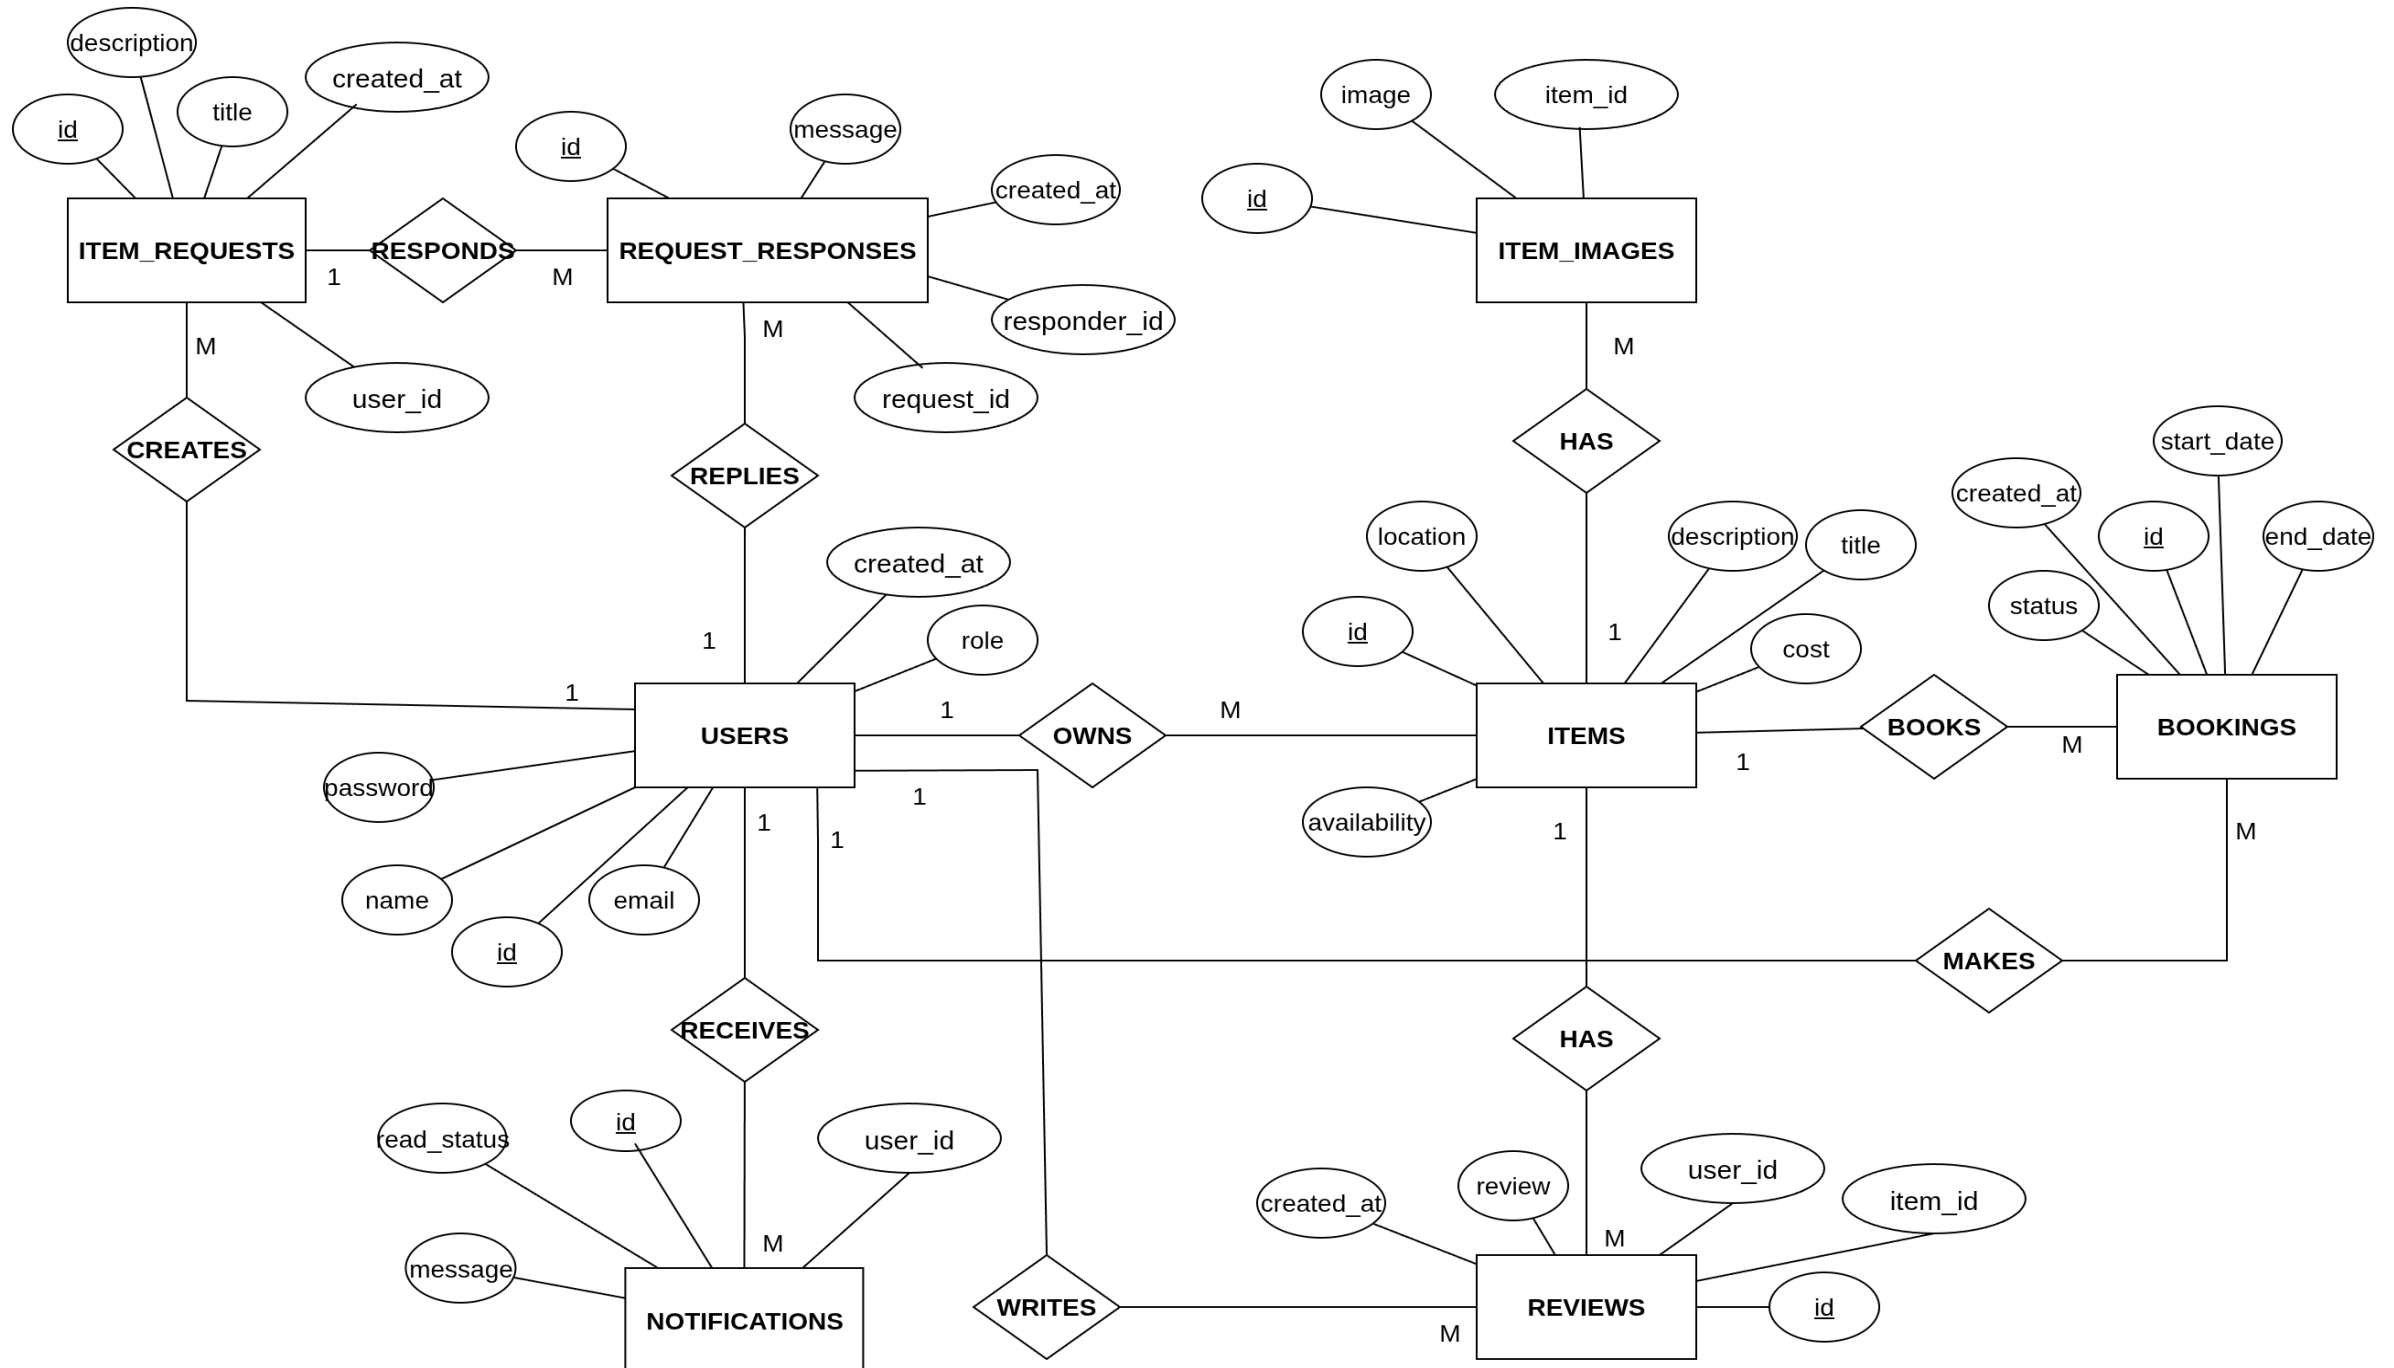 description
created_at
title
id
image
item_id
id
message
created_at
id
ITEM_REQUESTS
RESPONDS
REQUEST_RESPONSES
ITEM_IMAGES
1
M
responder_id
M
M
M
user_id
request_id
CREATES
REPLIES
HAS
start_date
created_at
location
description
title
id
end_date
created_at
status
role
id
cost
1
1
1
USERS
1
OWNS
M
ITEMS
1
BOOKS
M
BOOKINGS
password
1
1
1
availability
1
M
name
email
id
MAKES
RECEIVES
HAS
read_status
id
user_id
created_at
review
user_id
item_id
message
M
M
NOTIFICATIONS
WRITES
M
REVIEWS
id